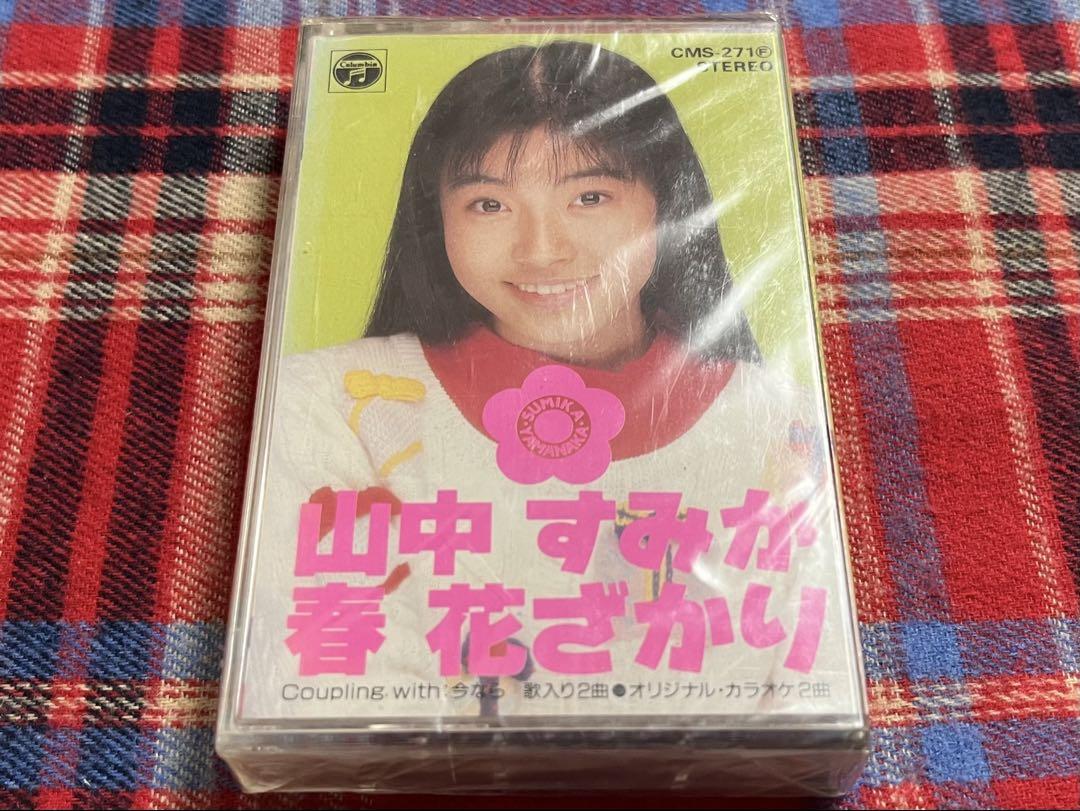 Columbia
CMS-271Ⓕ
STEREO
SUMIKA・YAMANAKA・
山中 すみか
春 花ざかり
Coupling with 今なら 歌入り2曲●オリジナル・カラオケ2曲